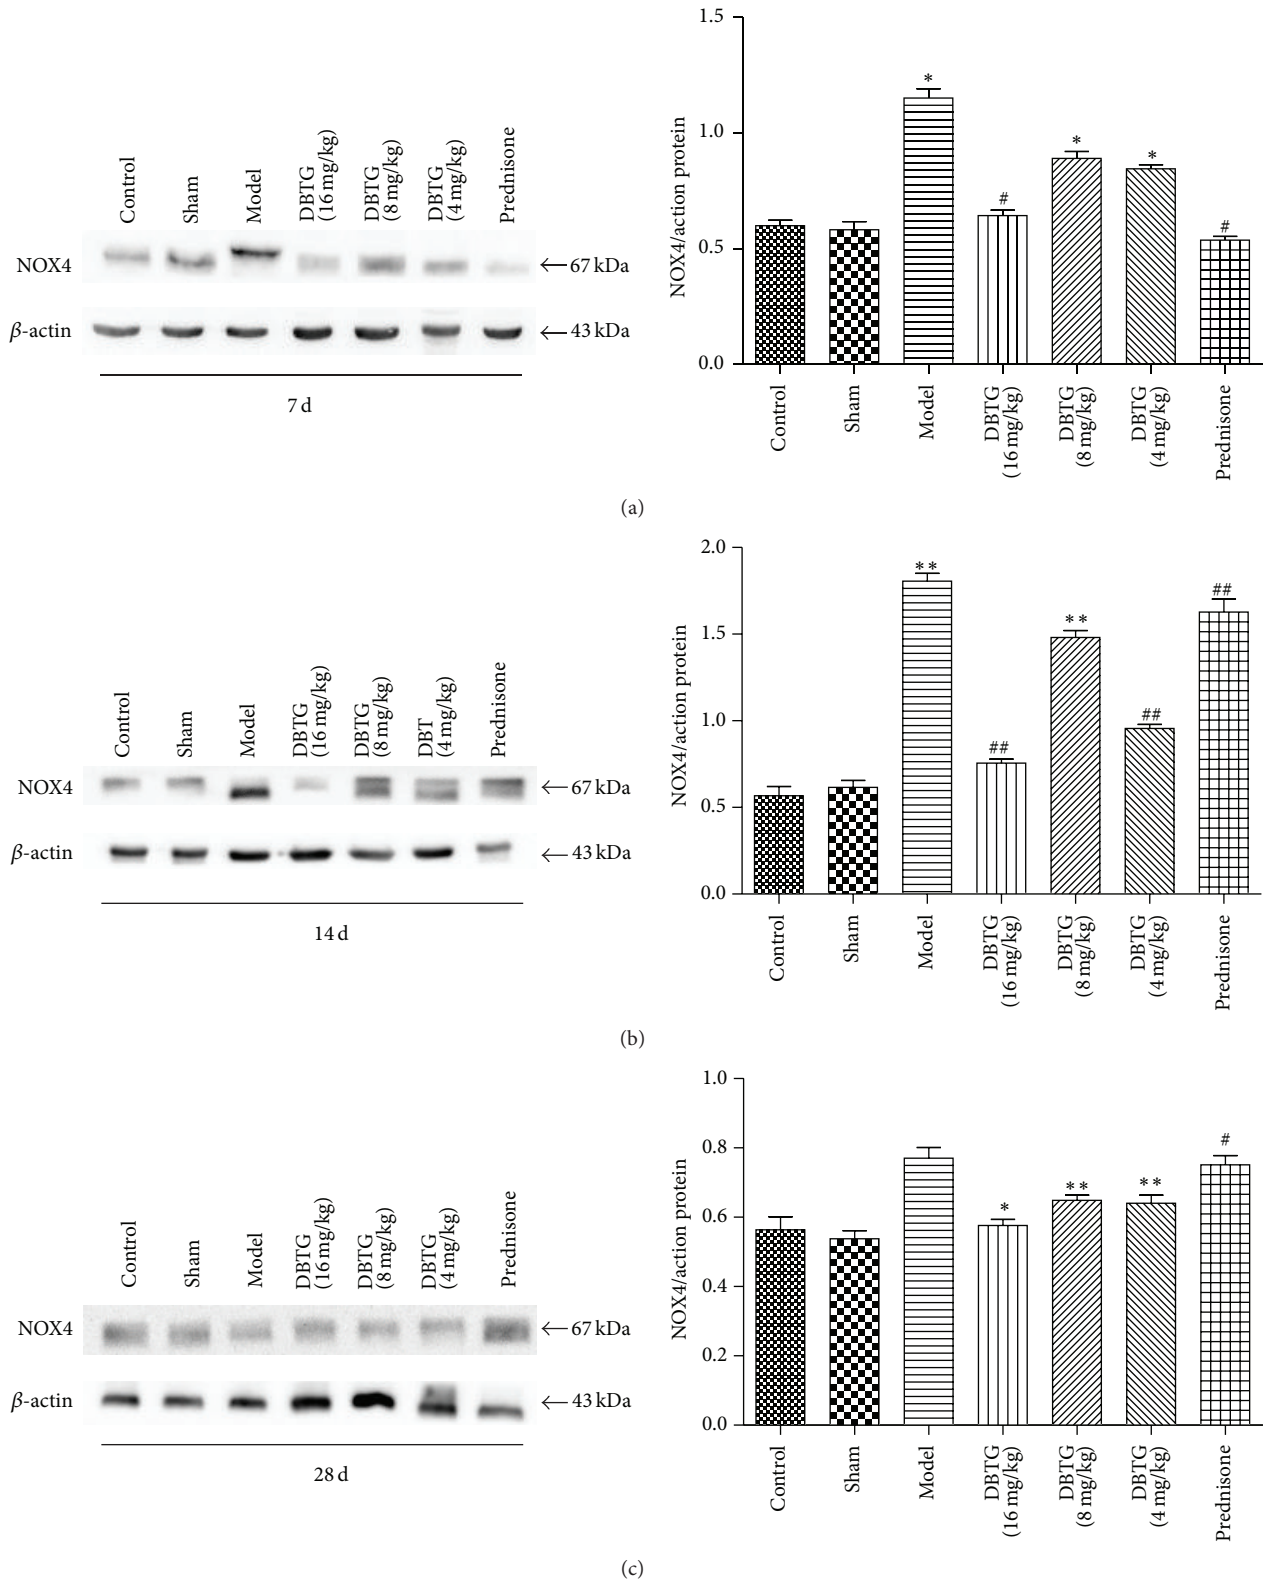 Control
Sham
Model
DBTG
(16 mg/kg)
DBTG
(8 mg/kg)
DBTG
(4 mg/kg)
Prednisone
NOX4
67 kDa
β-actin
43 kDa
7 d
NOX4/action protein
1.5
1.0
0.5
0.0
*
#
*
*
#
Control
Sham
Model
DBTG
(16 mg/kg)
DBTG
(8 mg/kg)
DBTG
(4 mg/kg)
Prednisone
(a)
Control
Sham
Model
DBTG
(16 mg/kg)
DBTG
(8 mg/kg)
DBT
(4 mg/kg)
Prednisone
NOX4
67 kDa
β-actin
43 kDa
14 d
NOX4/action protein
2.0
1.5
1.0
0.5
0.0
**
##
**
##
##
Control
Sham
Model
DBTG
(16 mg/kg)
DBTG
(8 mg/kg)
DBTG
(4 mg/kg)
Prednisone
(b)
Control
Sham
Model
DBTG
(16 mg/kg)
DBTG
(8 mg/kg)
DBTG
(4 mg/kg)
Prednisone
NOX4
67 kDa
β-actin
43 kDa
28 d
NOX4/action protein
1.0
0.8
0.6
0.4
0.2
0.0
*
**
**
#
Control
Sham
Model
DBTG
(16 mg/kg)
DBTG
(8 mg/kg)
DBTG
(4 mg/kg)
Prednisone
(c)